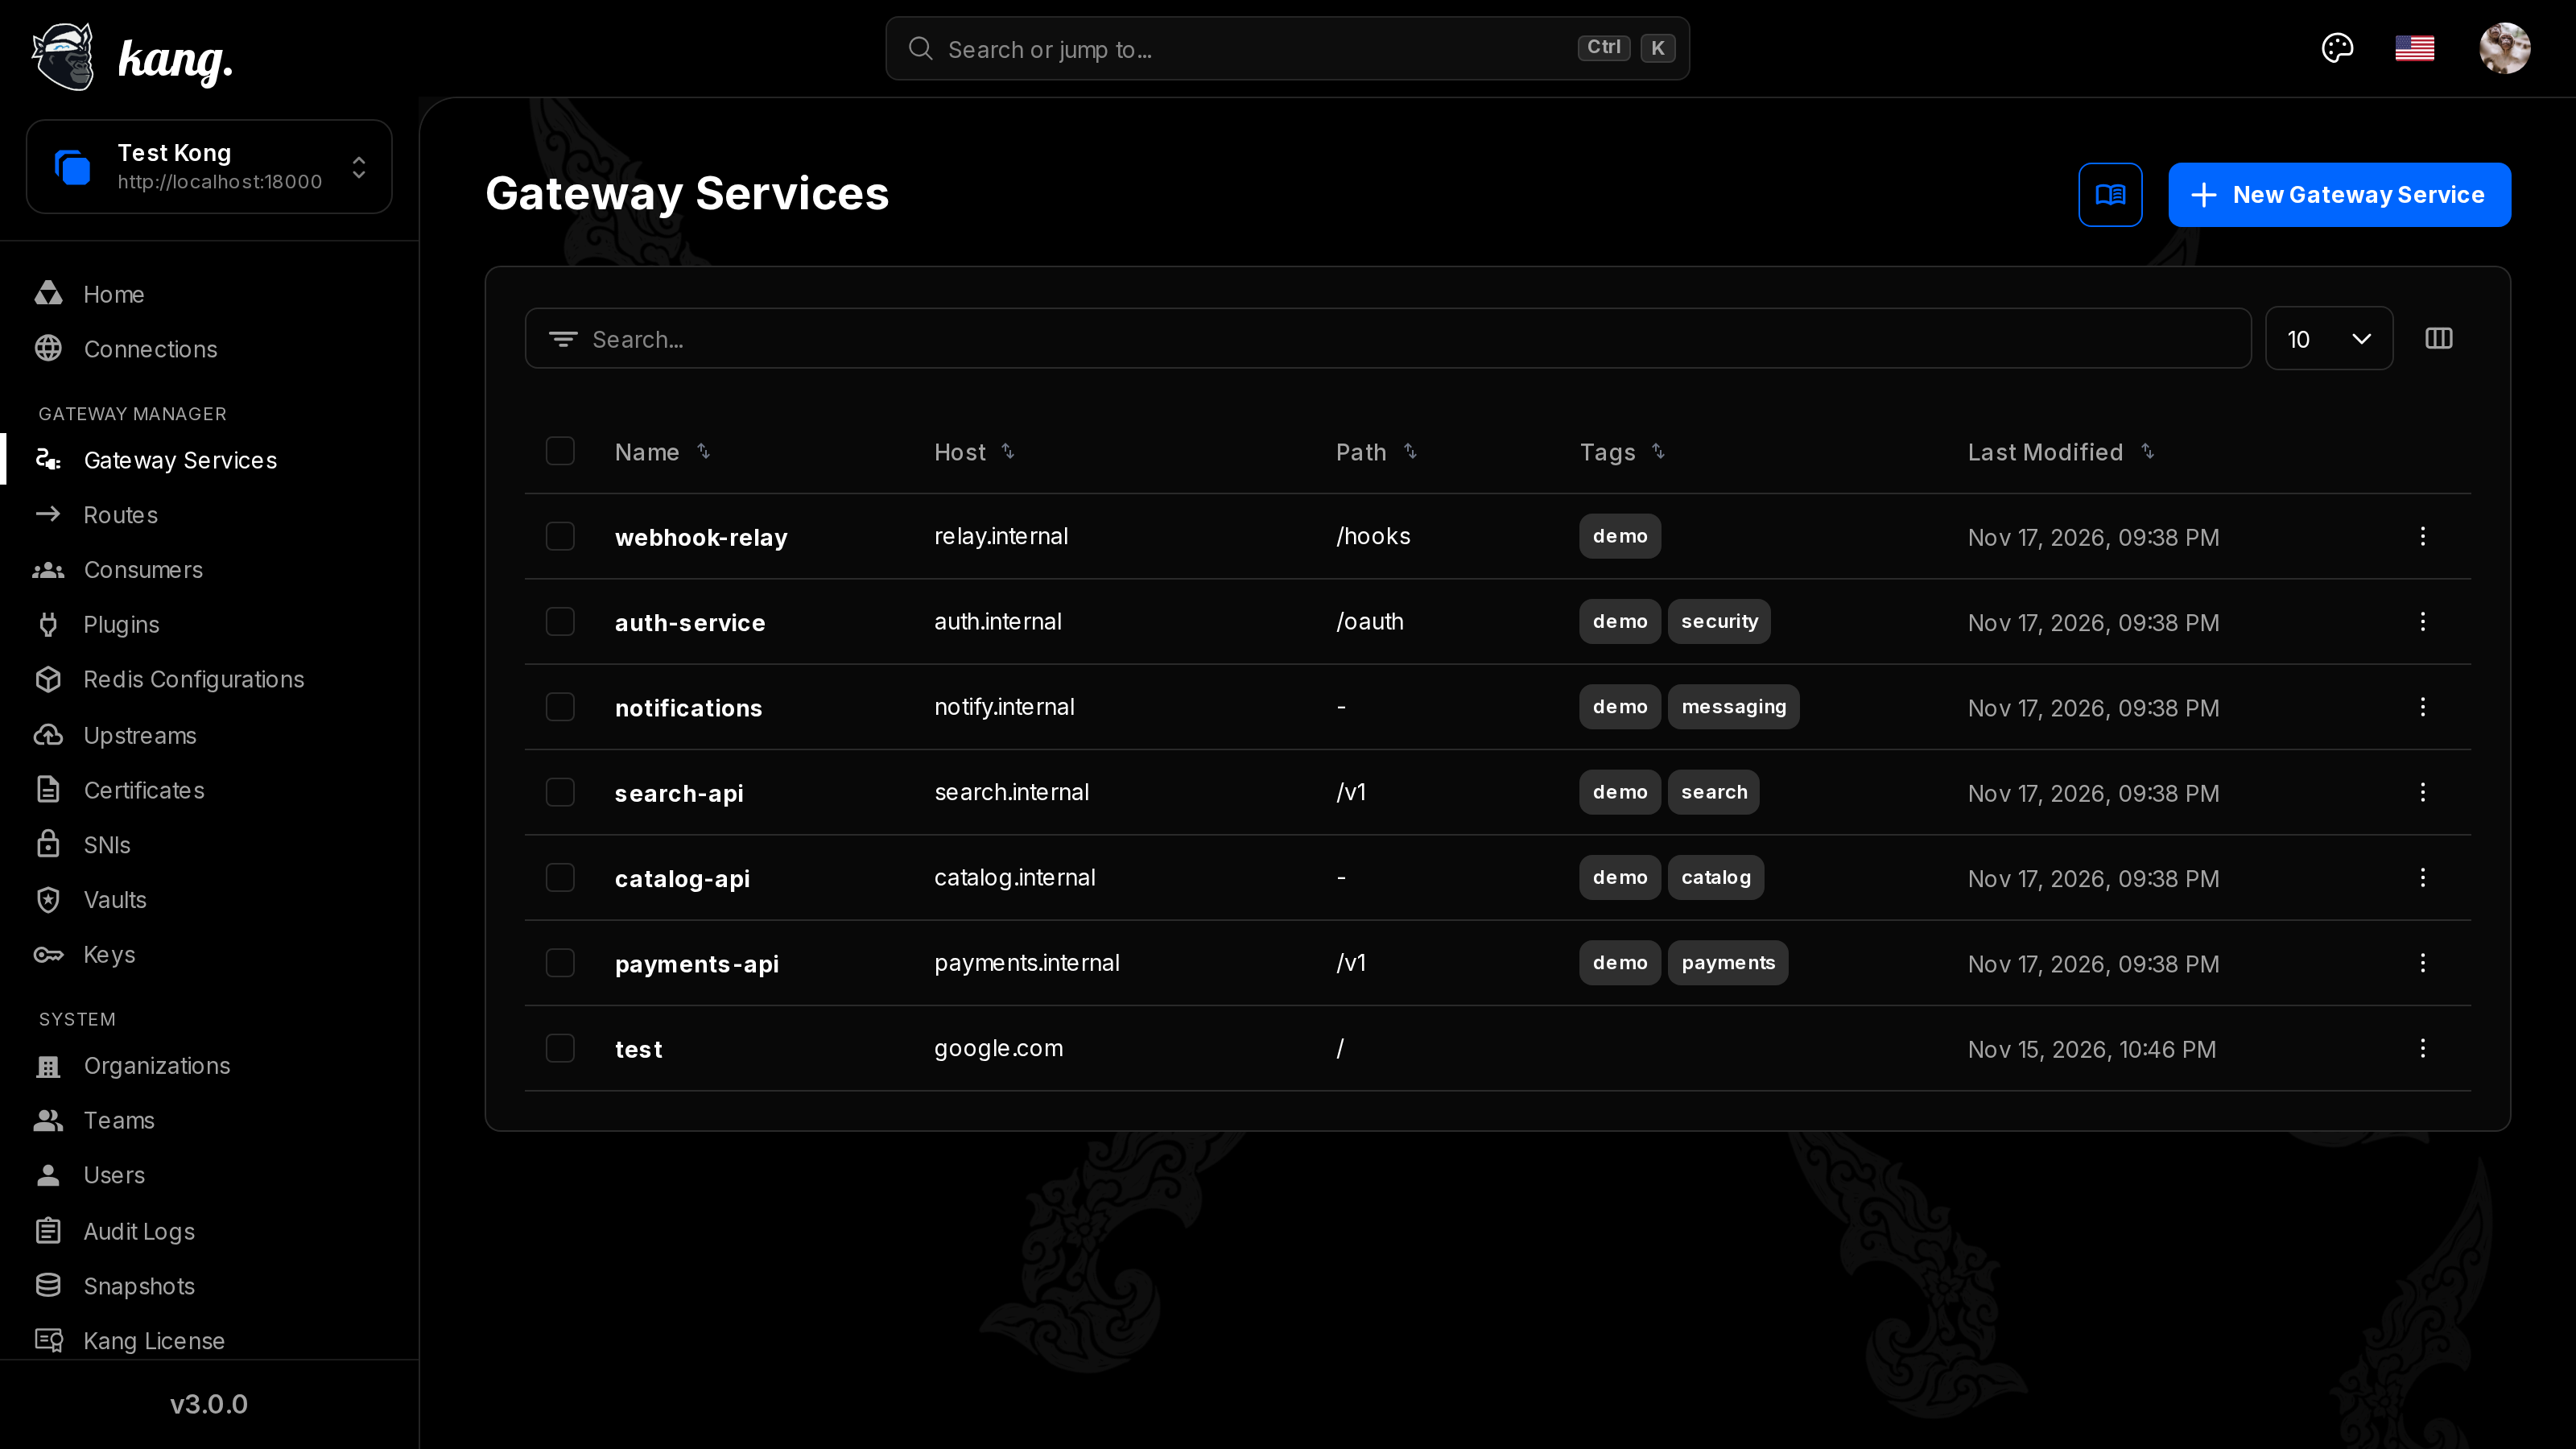 kang.
Search or jump to...
Ctrl K
Test Kong
http://localhost:18000
Home
Connections
GATEWAY MANAGER
Gateway Services
Routes
Consumers
Plugins
Redis Configurations
Upstreams
Certificates
SNIs
Vaults
Keys
SYSTEM
Organizations
Teams
Users
Audit Logs
Snapshots
Kang License
v3.0.0
Gateway Services
New Gateway Service
Search...
10
Name Host Path Tags Last Modified
webhook-relay relay.internal /hooks demo Nov 17, 2026, 09:38 PM
auth-service auth.internal /oauth demo security Nov 17, 2026, 09:38 PM
notifications notify.internal - demo messaging Nov 17, 2026, 09:38 PM
search-api search.internal /v1 demo search Nov 17, 2026, 09:38 PM
catalog-api catalog.internal - demo catalog Nov 17, 2026, 09:38 PM
payments-api payments.internal /v1 demo payments Nov 17, 2026, 09:38 PM
test google.com / Nov 15, 2026, 10:46 PM